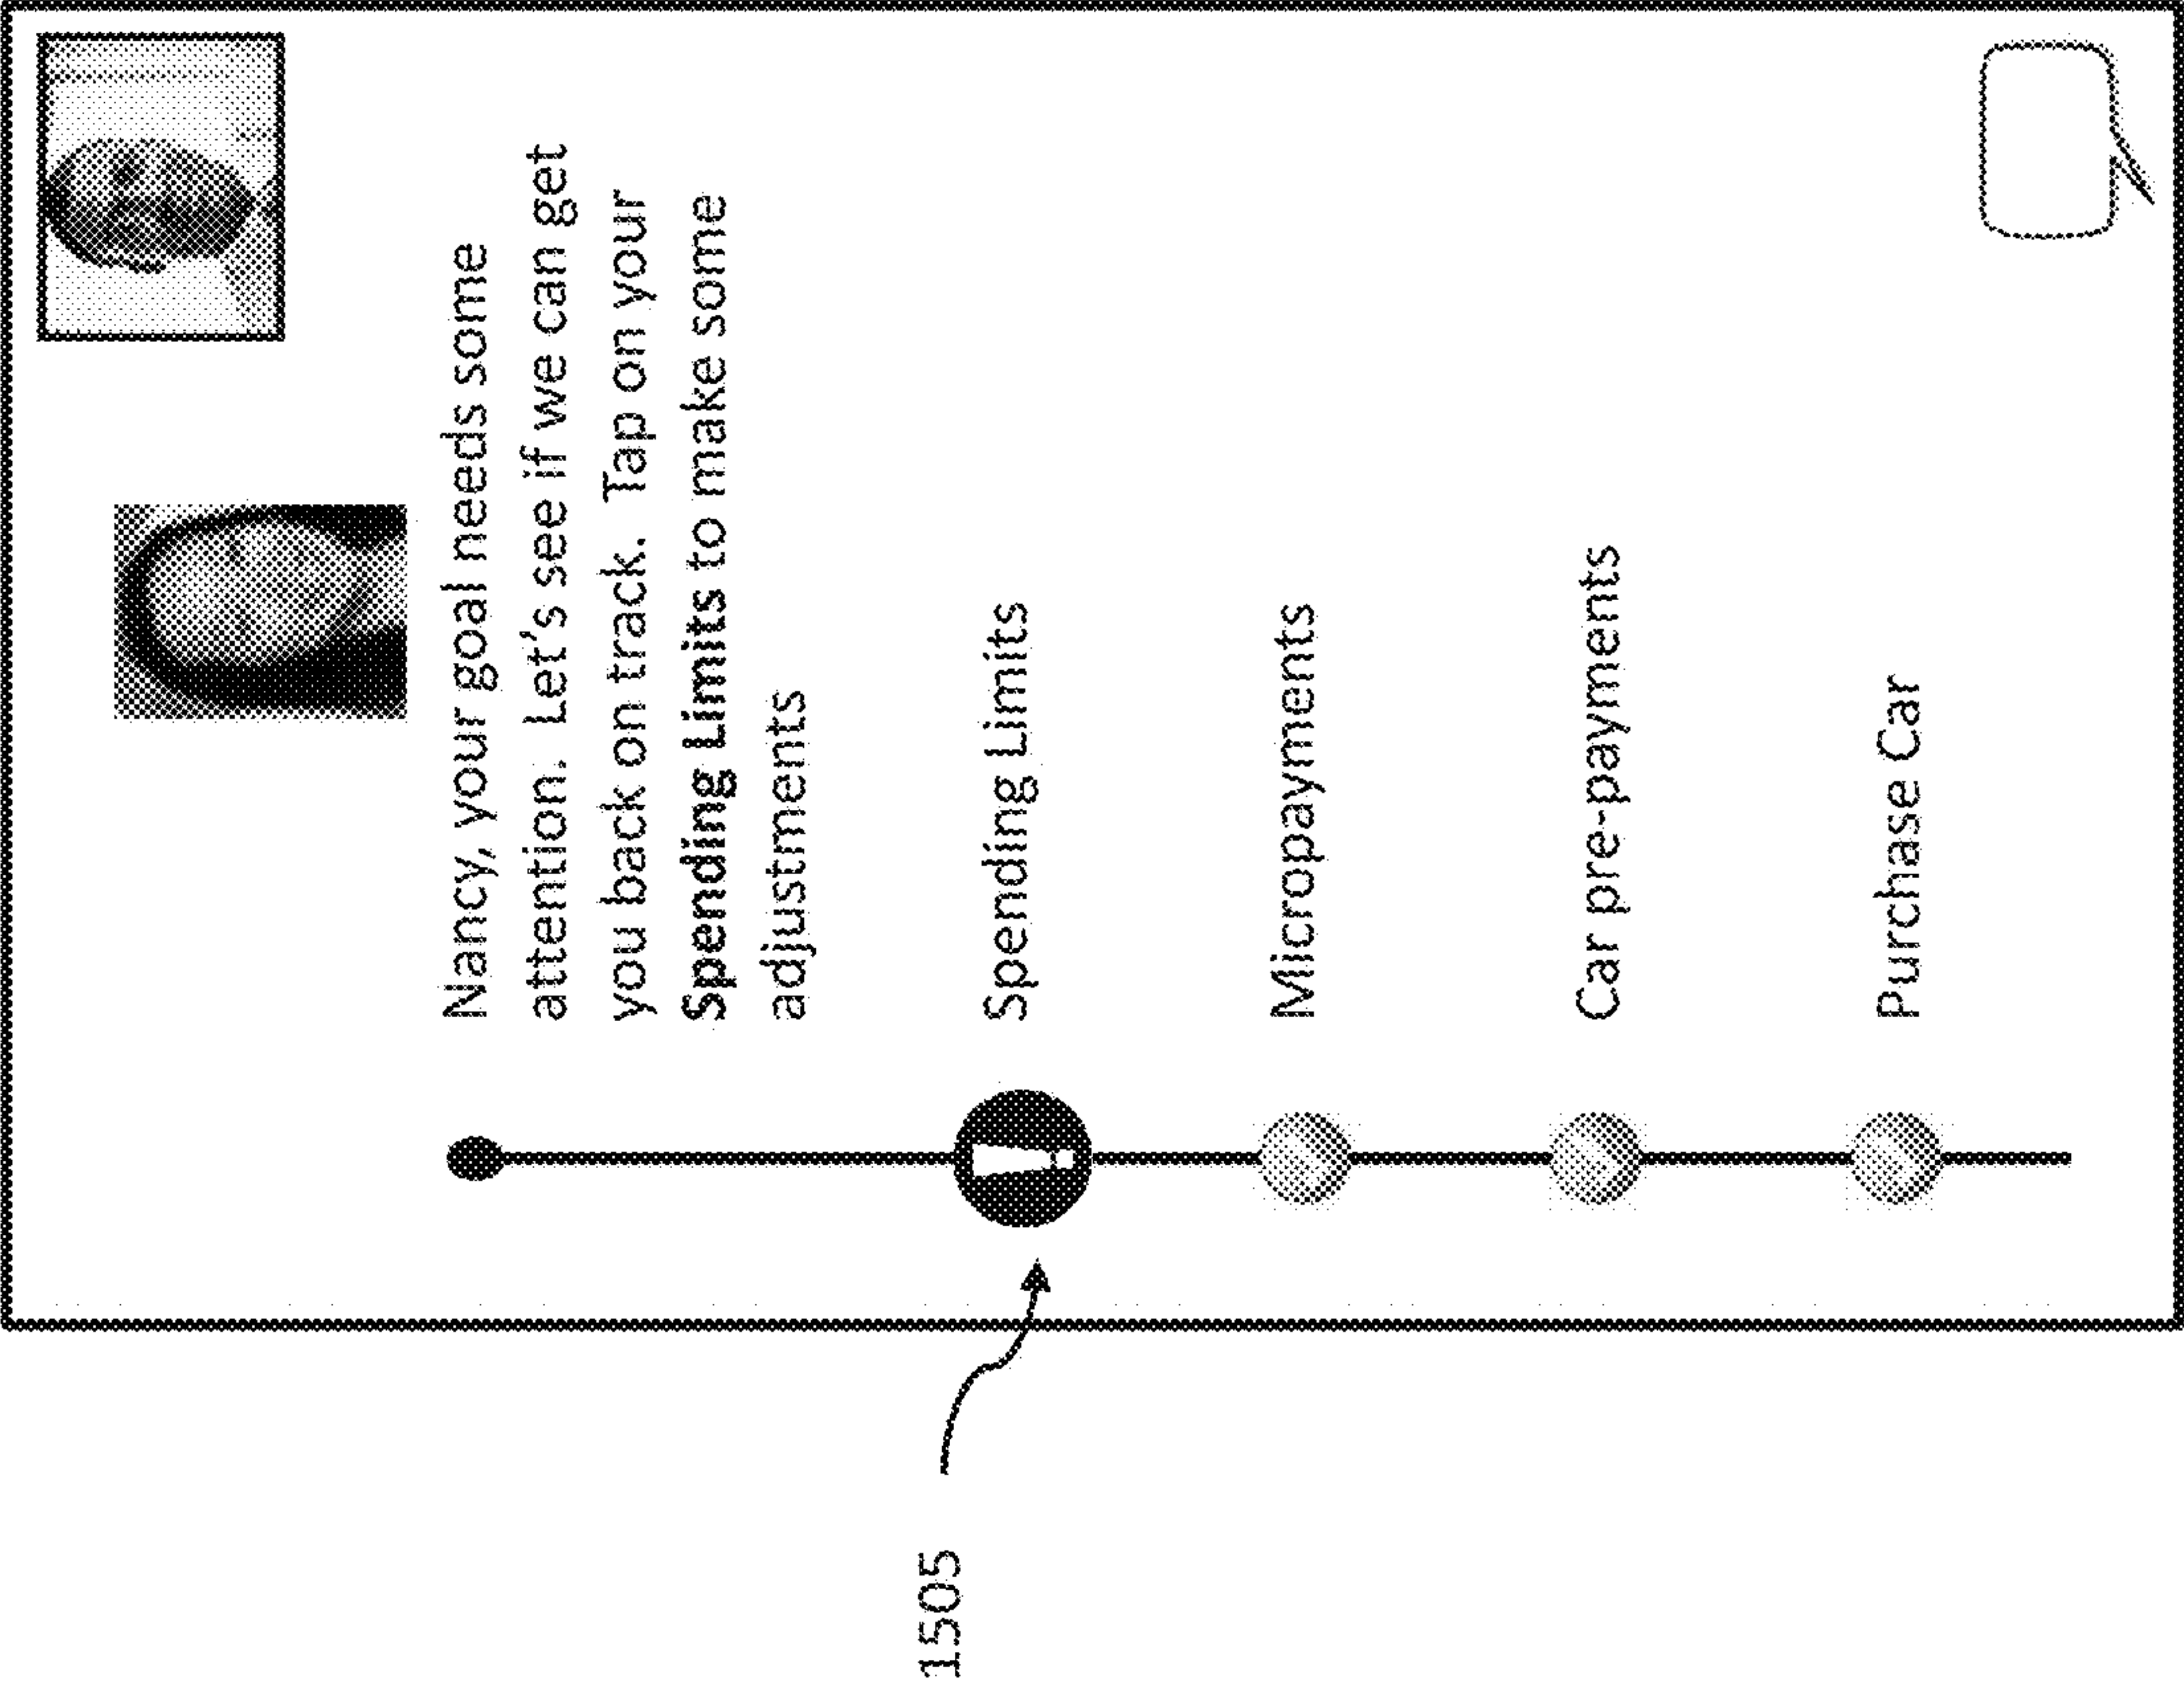 Nancy, your goal needs some
attention. Let's see if we can get
you back on track. Tap on your
Spending Limits to make some
adjustments
Spending Limits
Micropayments
Car pre-payments
Purchase Car
1505